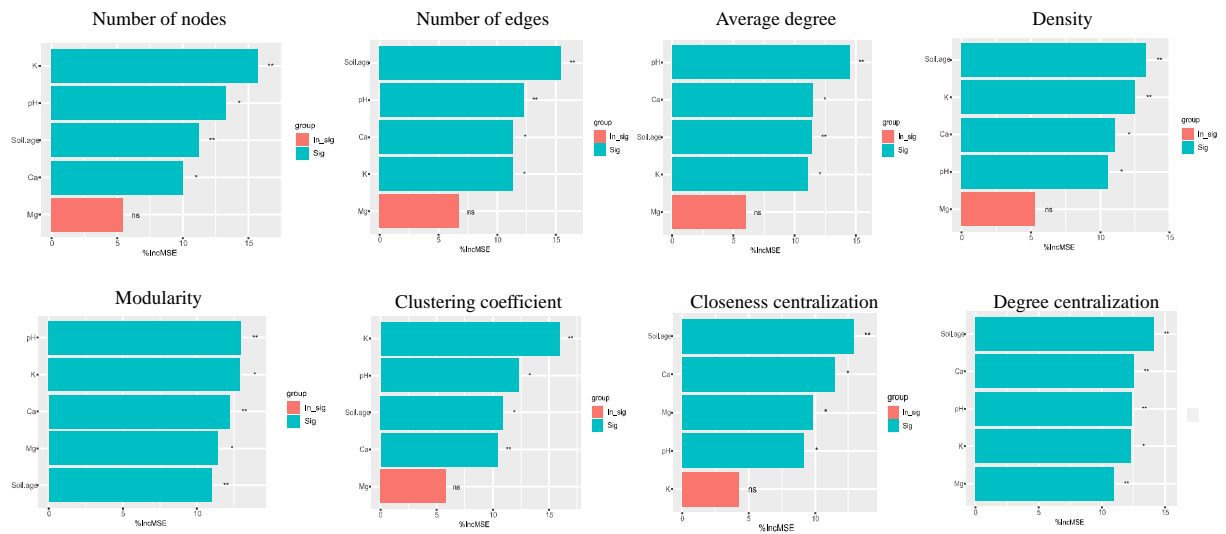 Number of nodes
K
**
pH
*
Soil.age
**
Ca
*
Mg
ns
0 5 10 15
%IncMSE
group
In_sig
Sig
Number of edges
Soil.age
**
pH
**
Ca
*
K
*
Mg
ns
0 5 10 15
%IncMSE
group
In_sig
Sig
Average degree
pH
**
Ca
*
Soil.age
**
K
*
Mg
ns
0 5 10 15
%IncMSE
group
In_sig
Sig
Density
Soil.age
**
K
**
Ca
*
pH
*
Mg
ns
0 5 10 15
%IncMSE
group
In_sig
Sig
Modularity
pH
**
K
*
Ca
**
Mg
*
Soil.age
**
0 5 10
%IncMSE
group
In_sig
Sig
Clustering coefficient
K
**
pH
*
Soil.age
*
Ca
**
Mg
ns
0 5 10 15
%IncMSE
group
In_sig
Sig
Closeness centralization
Soil.age
**
Ca
*
Mg
*
pH
*
K
ns
0 5 10
%IncMSE
group
In_sig
Sig
Degree centralization
Soil.age
**
Ca
**
pH
**
K
*
Mg
**
0 5 10 15
%IncMSE